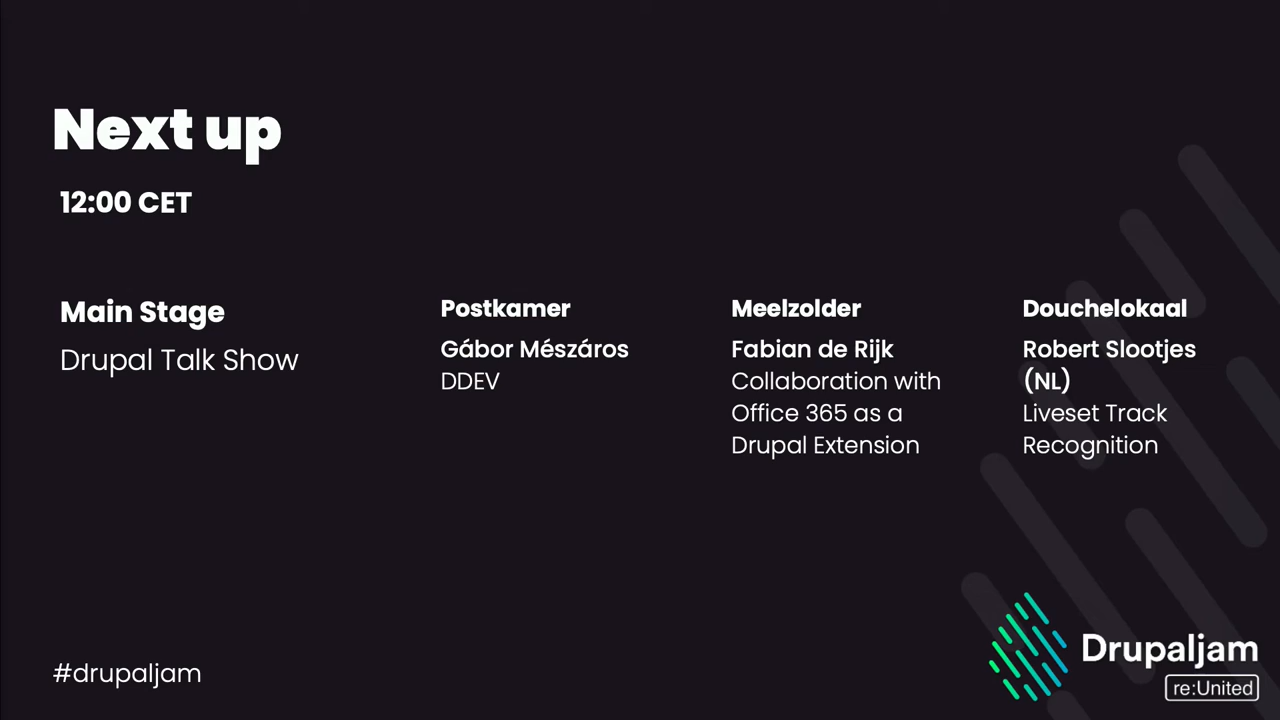 Next up
12:00 CET
Main Stage
Drupal Talk Show
Postkamer
Gábor Mészáros
DDEV
Meelzolder
Fabian de Rijk
Collaboration with
Office 365 as a
Drupal Extension
Douchelokaal
Robert Slootjes
(NL)
Liveset Track
Recognition
#drupaljam
Drupaljam
re:United